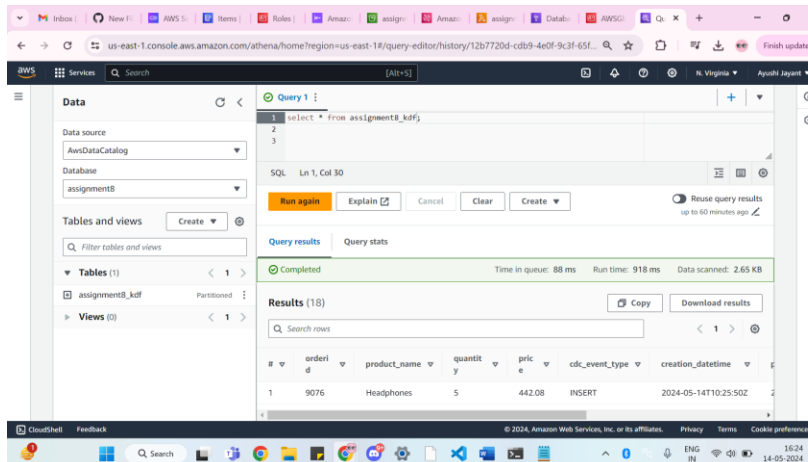 Inbox | New I AWS S Items | Roles | Amazo assign Amazo assign Datab AWSGl Qu
us-east-1.console.aws.amazon.com/athena/home?region=us-east-1#/query-editor/history/12b7720d-cdb9-4e0f-9c3f-65f... Finish update
aws Services Search [Alt+S] N. Virginia Ayushi Jayant
Data
Data source
AwsDataCatalog
Database
assignment8
Tables and views Create
Filter tables and views
Tables (1) 1
assignment8_kdf Partitioned
Views (0) 1
Query 1
1 select * from assignment8_kdf;
2
3
SQL Ln 1, Col 30
Run again Explain Cancel Clear Create Reuse query results
up to 60 minutes ago
Query results Query stats
Completed Time in queue: 88 ms Run time: 918 ms Data scanned: 2.65 KB
Results (18) Copy Download results
Search rows 1
# orderi
d product_name quantit
y pric
e cdc_event_type creation_datetime
1 9076 Headphones 5 442.08 INSERT 2024-05-14T10:25:50Z
CloudShell Feedback © 2024, Amazon Web Services, Inc. or its affiliates. Privacy Terms Cookie preference
Search ENG
IN 16:24
14-05-2024